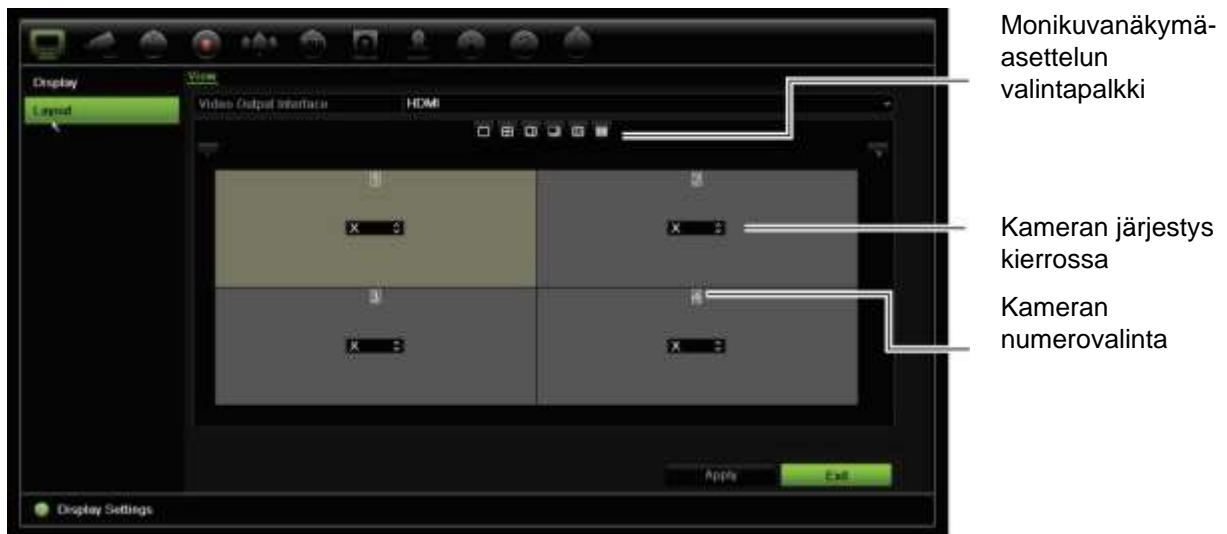 Display
Layout
View
Video Output Interface HDMI
1
2
X
X
3
4
X
X
Apply
Exit
Display Settings
Monikuvanäkymä-
asettelun
valintapalkki
Kameran järjestys
kierrossa
Kameran
numerovalinta